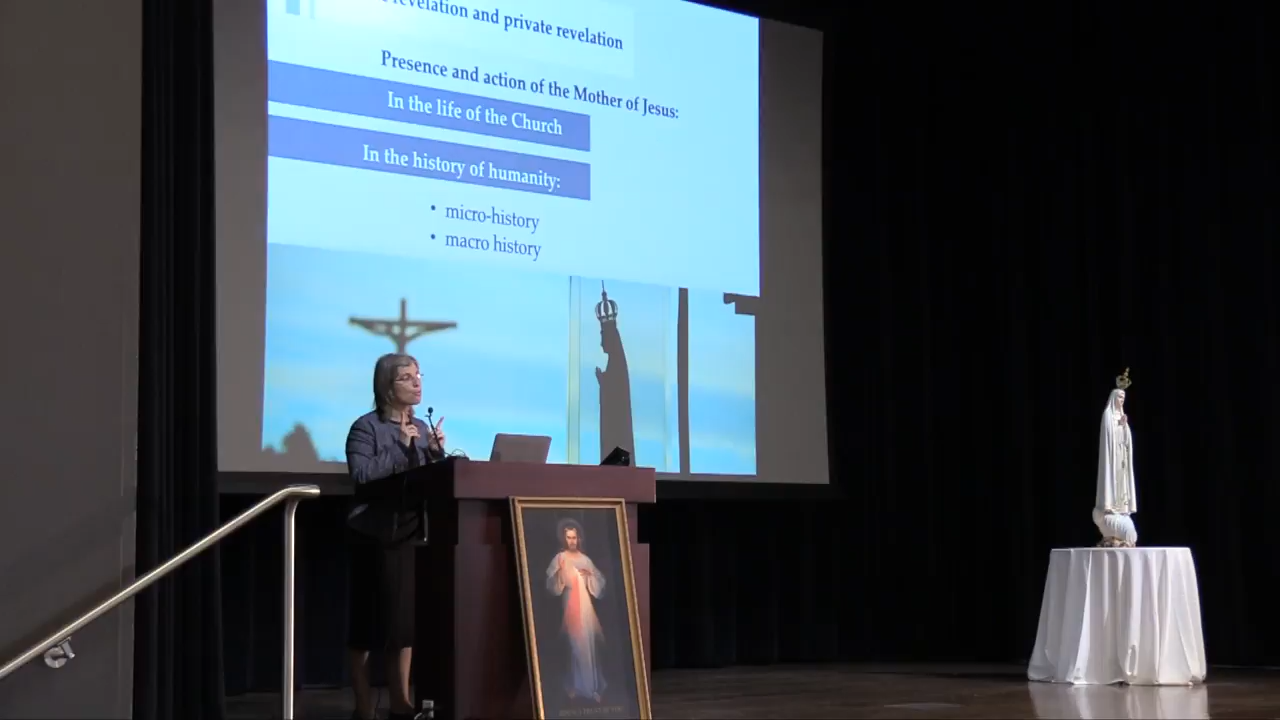 revelation and private revelation
Presence and action of the Mother of Jesus:
In the life of the Church
In the history of humanity:
• micro-history
• macro history